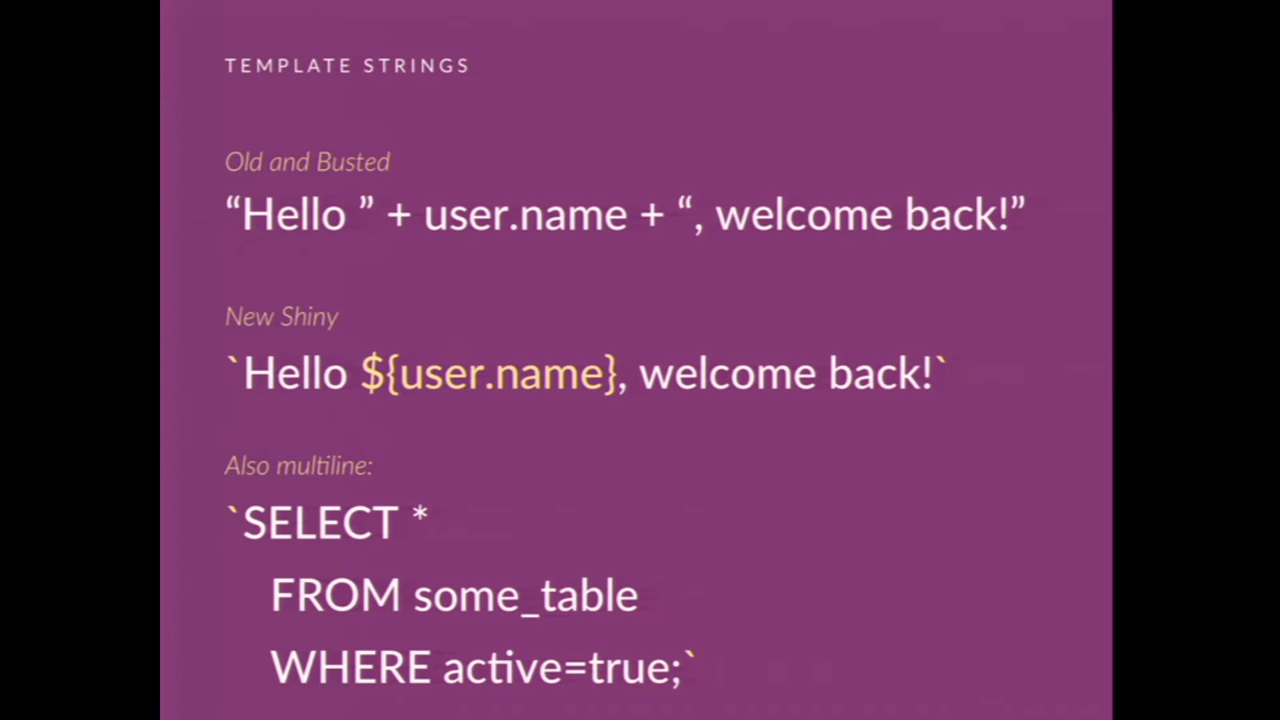 TEMPLATE STRINGS
Old and Busted
“Hello ” + user.name + “, welcome back!”
New Shiny
`Hello ${user.name}, welcome back!`
Also multiline:
`SELECT *
FROM some_table
WHERE active=true;`